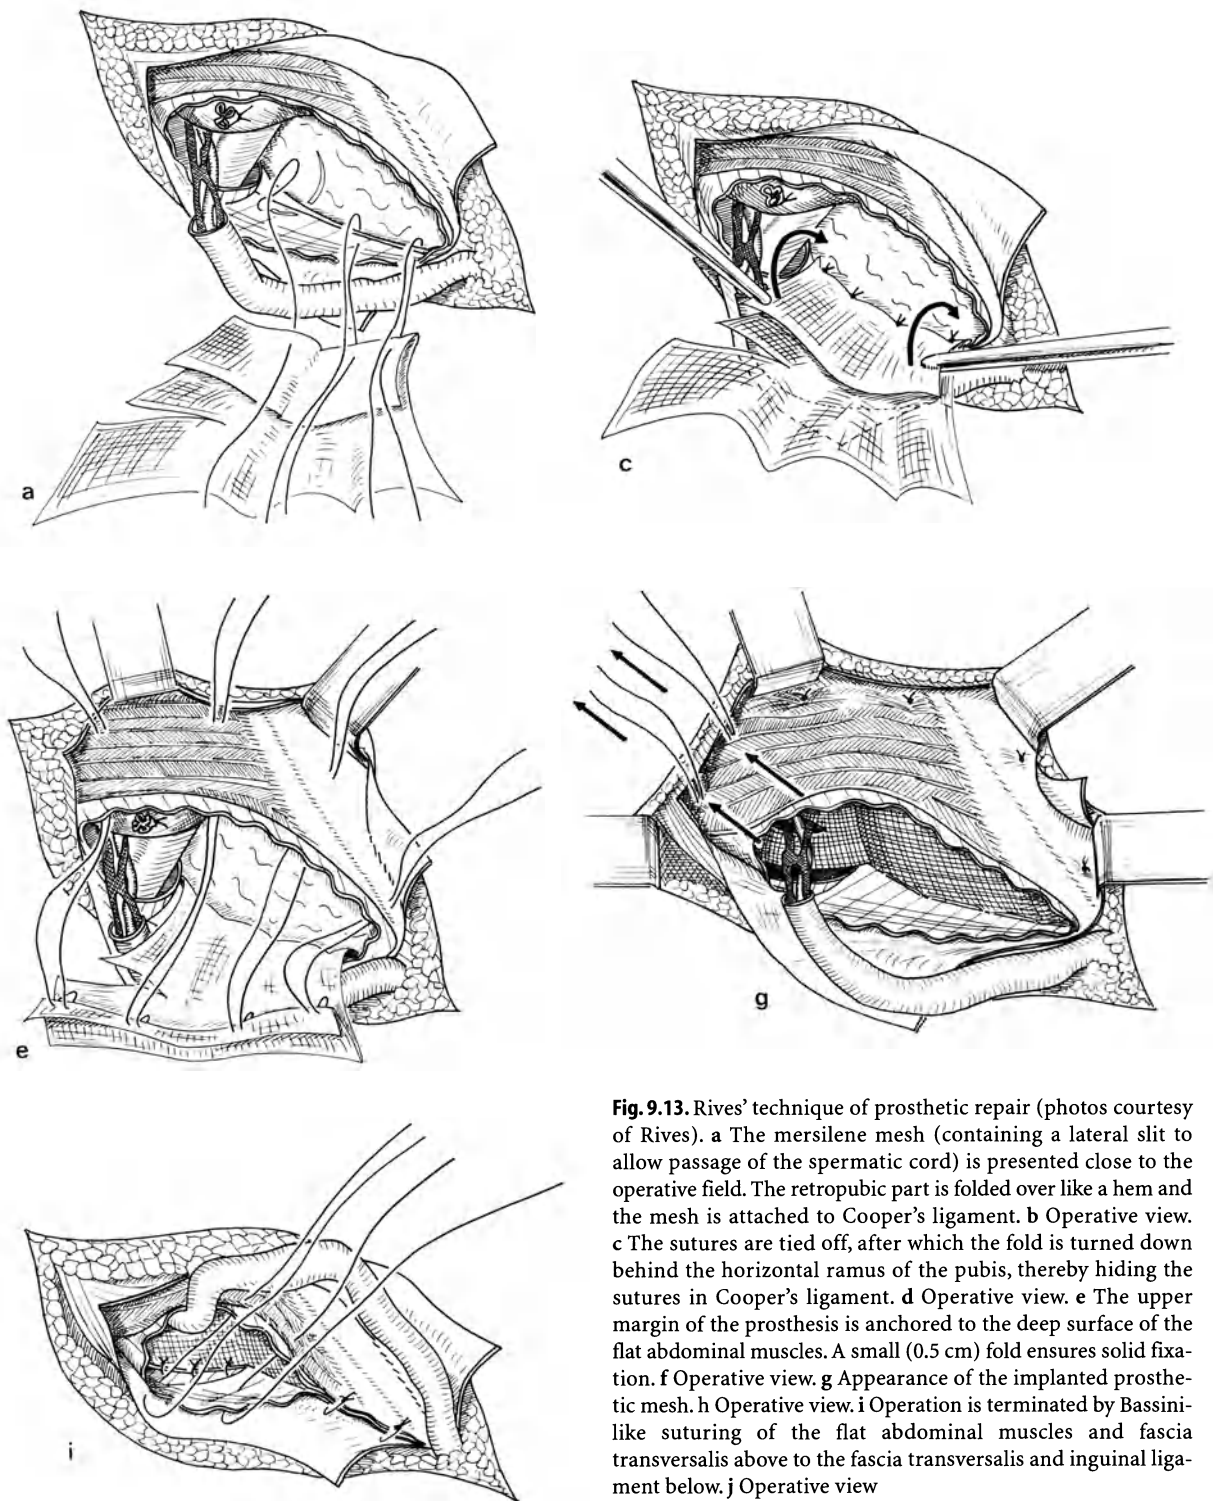 a
c
e
g
i
Fig. 9.13. Rives’ technique of prosthetic repair (photos courtesy
of Rives). a The mersilene mesh (containing a lateral slit to
allow passage of the spermatic cord) is presented close to the
operative field. The retropubic part is folded over like a hem and
the mesh is attached to Cooper’s ligament. b Operative view.
c The sutures are tied off, after which the fold is turned down
behind the horizontal ramus of the pubis, thereby hiding the
sutures in Cooper’s ligament. d Operative view. e The upper
margin of the prosthesis is anchored to the deep surface of the
flat abdominal muscles. A small (0.5 cm) fold ensures solid fixa-
tion. f Operative view. g Appearance of the implanted prosthe-
tic mesh. h Operative view. i Operation is terminated by Bassini-
like suturing of the flat abdominal muscles and fascia
transversalis above to the fascia transversalis and inguinal liga-
ment below. j Operative view